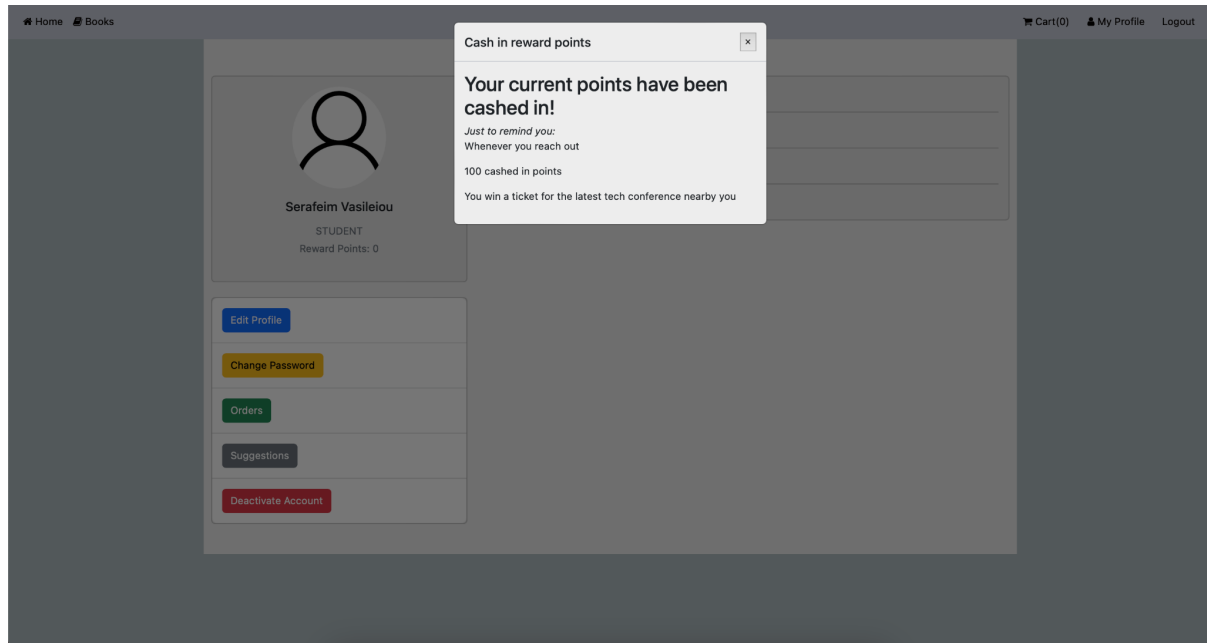 Home Books Cart(0) My Profile Logout
Cash in reward points ×
Your current points have been
cashed in!
Just to remind you:
Whenever you reach out
100 cashed in points
You win a ticket for the latest tech conference nearby you
Serafeim Vasileiou
STUDENT
Reward Points: 0
Edit Profile
Change Password
Orders
Suggestions
Deactivate Account